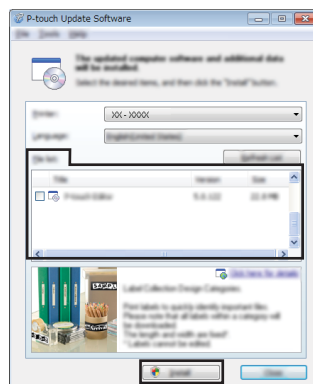 P-touch Update Software
File Tools Help
The updated computer software and additional data
will be installed.
Select the desired items, and then click the "Install" button.
Printer: XX-XXXX
Language: English(United States)
File list: Refresh List
Title Version Size
P-touch Editor 5.0.122 22.0 MB
Click here for details
SAMPLE
Label Collection Design Categories.
Print labels to quickly identify important files.
Please note that all labels within a category will
be downloaded.
The length and width are fixed*.
* Labels cannot be edited.
Install Close